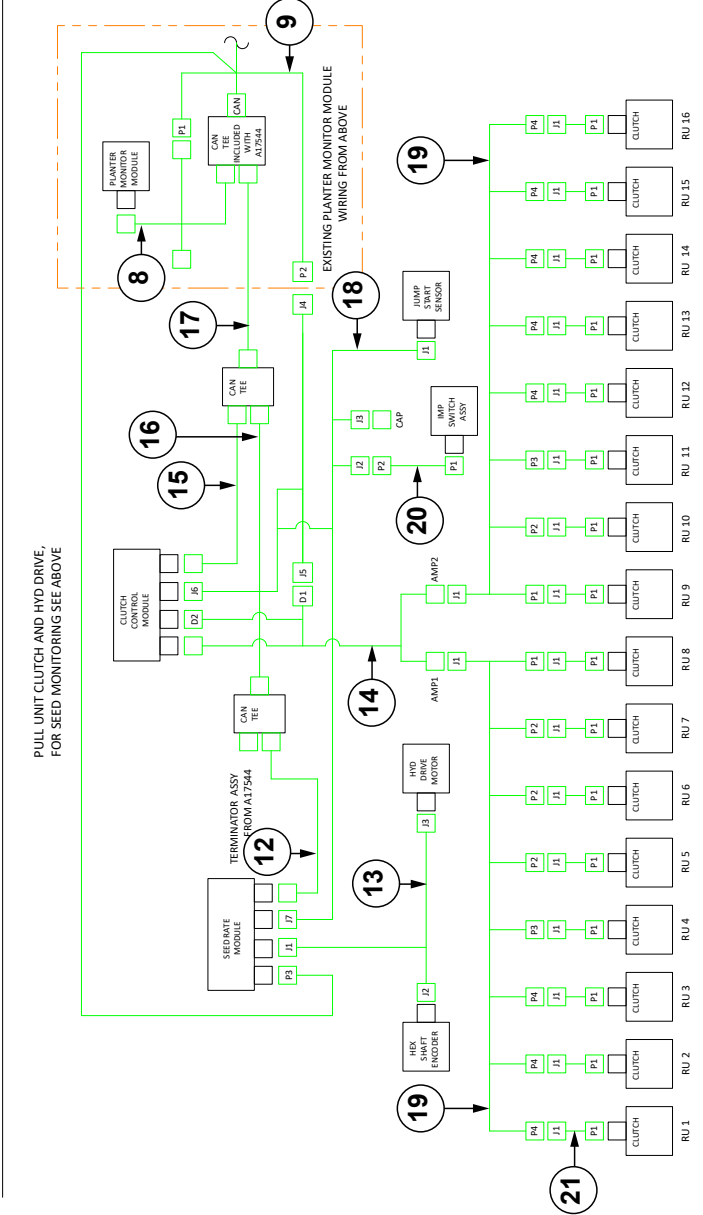 PULL UNIT CLUTCH AND HYD DRIVE,
FOR SEED MONITORING SEE ABOVE
9
P1
CAN
CAN
TEE
INCLUDED
WITH
A17544
PLANTER
MONITOR
MODULE
8
P2
EXISTING PLANTER MONITOR MODULE
WIRING FROM ABOVE
17
J4
18
CAN
TEE
16
15
JUMP
START
SENSOR
J1
J3
CAP
J2
P2
IMP
SWITCH
ASSY
P1
20
CLUTCH
CONTROL
MODULE
J6
D2
J5
D1
14
CAN
TEE
TERMINATOR ASSY
FROM A17544
12
SEED RATE
MODULE
J7
J1
P3
HYD
DRIVE
MOTOR
J3
13
J2
HEX
SHAFT
ENCODER
AMP1
J1
AMP2
J1
19
19
21
P4 P4 P4 P3 P2 P2 P2 P1 P1 P2 P3 P4 P4 P4 P4 P4
J1 J1 J1 J1 J1 J1 J1 J1 J1 J1 J1 J1 J1 J1 J1 J1
P1 P1 P1 P1 P1 P1 P1 P1 P1 P1 P1 P1 P1 P1 P1 P1
CLUTCH CLUTCH CLUTCH CLUTCH CLUTCH CLUTCH CLUTCH CLUTCH CLUTCH CLUTCH CLUTCH CLUTCH CLUTCH CLUTCH CLUTCH CLUTCH
RU 1 RU 2 RU 3 RU 4 RU 5 RU 6 RU 7 RU 8 RU 9 RU 10 RU 11 RU 12 RU 13 RU 14 RU 15 RU 16